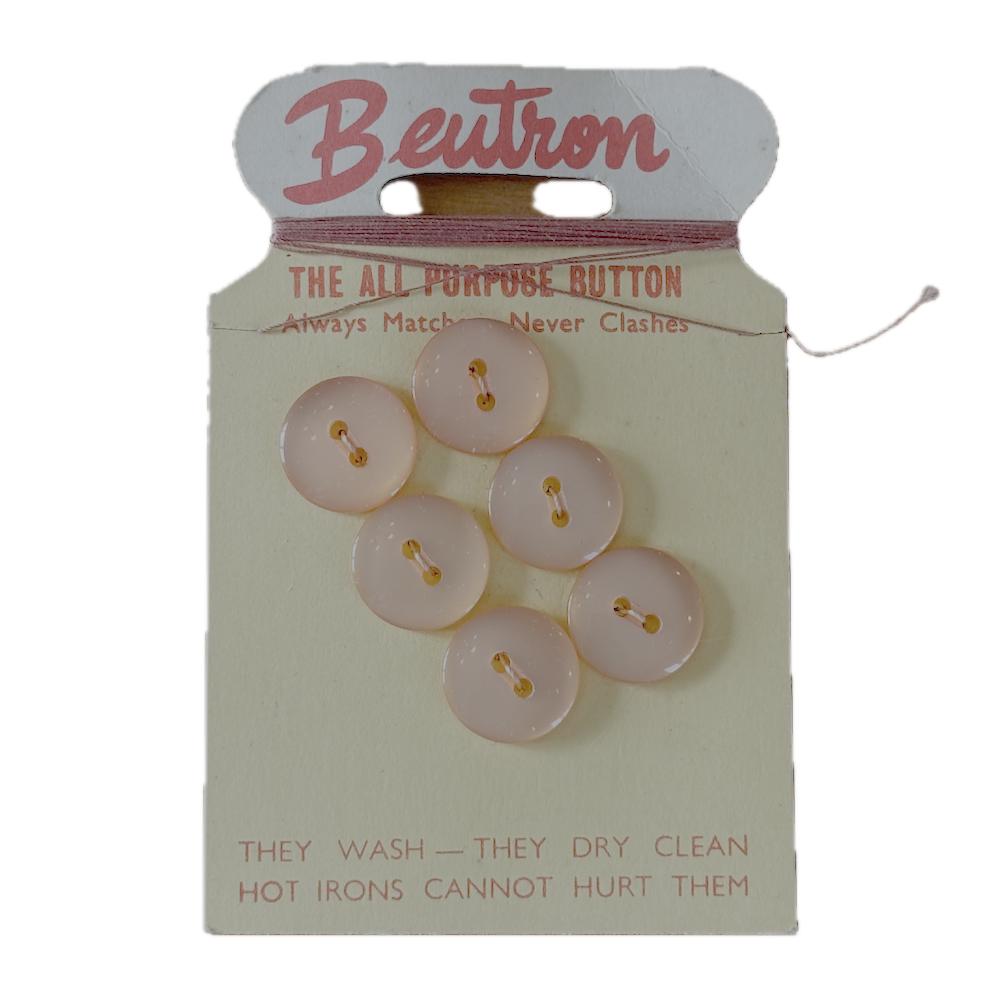 Beutron
THE ALL PURPOSE BUTTON
Always Matches Never Clashes
THEY WASH — THEY DRY CLEAN
HOT IRONS CANNOT HURT THEM